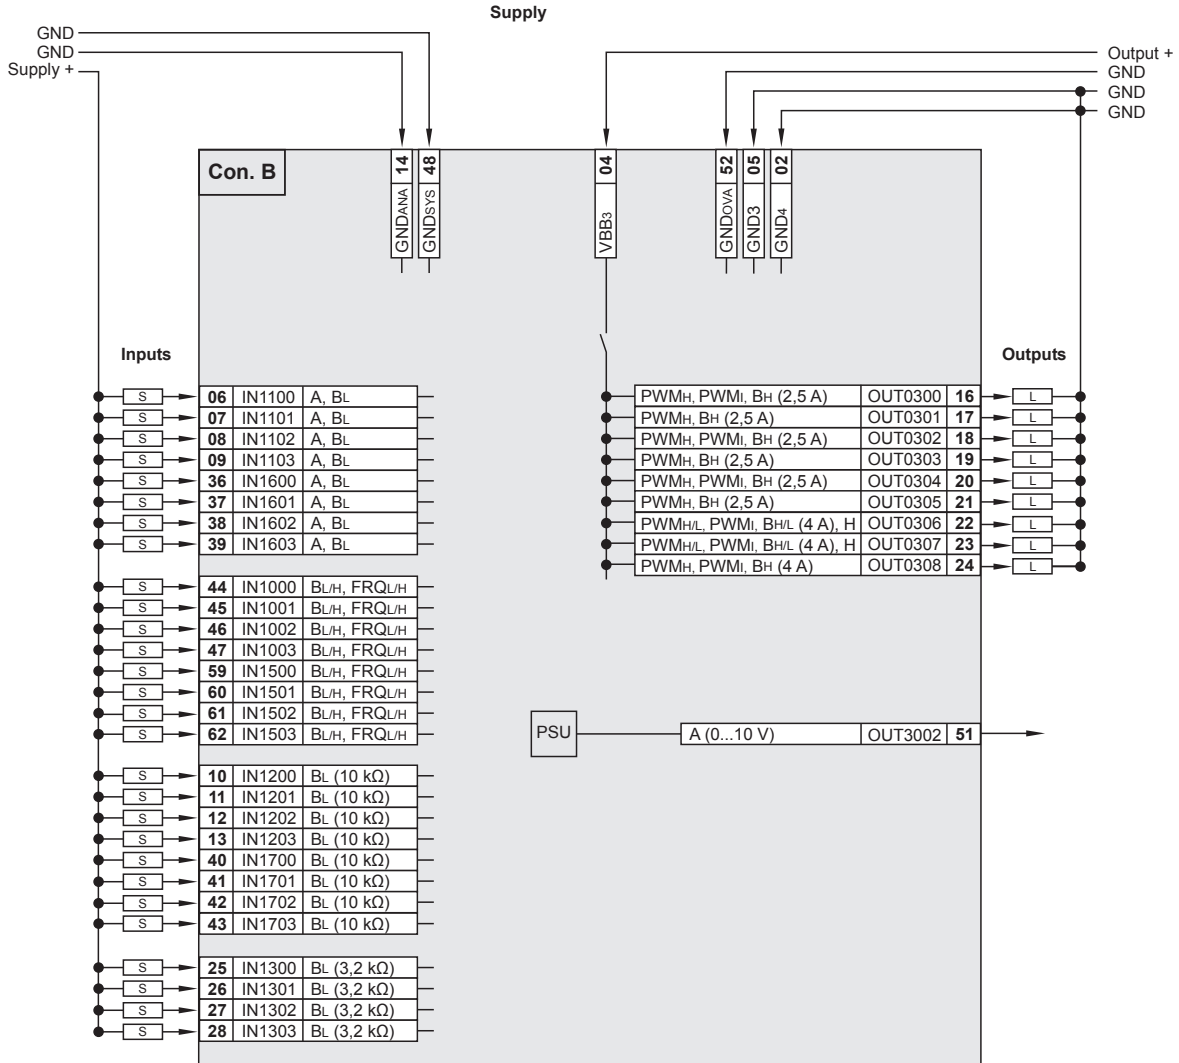 Supply
GND
GND
Supply +
Output +
GND
GND
GND
Con. B
14 GNDANA
48 GNDSYS
04 VBB3
52 GNDOVA
05 GND3
02 GND4
Inputs
Outputs
S 06 IN1100 A, BL
S 07 IN1101 A, BL
S 08 IN1102 A, BL
S 09 IN1103 A, BL
S 36 IN1600 A, BL
S 37 IN1601 A, BL
S 38 IN1602 A, BL
S 39 IN1603 A, BL
PWMH, PWMI, BH (2,5 A) OUT0300 16 L
PWMH, BH (2,5 A) OUT0301 17 L
PWMH, PWMI, BH (2,5 A) OUT0302 18 L
PWMH, BH (2,5 A) OUT0303 19 L
PWMH, PWMI, BH (2,5 A) OUT0304 20 L
PWMH, BH (2,5 A) OUT0305 21 L
PWMH/L, PWMI, BH/L (4 A), H OUT0306 22 L
PWMH/L, PWMI, BH/L (4 A), H OUT0307 23 L
PWMH, PWMI, BH (4 A) OUT0308 24 L
S 44 IN1000 BL/H, FRQL/H
S 45 IN1001 BL/H, FRQL/H
S 46 IN1002 BL/H, FRQL/H
S 47 IN1003 BL/H, FRQL/H
S 59 IN1500 BL/H, FRQL/H
S 60 IN1501 BL/H, FRQL/H
S 61 IN1502 BL/H, FRQL/H
S 62 IN1503 BL/H, FRQL/H
PSU A (0...10 V) OUT3002 51
S 10 IN1200 BL (10 kΩ)
S 11 IN1201 BL (10 kΩ)
S 12 IN1202 BL (10 kΩ)
S 13 IN1203 BL (10 kΩ)
S 40 IN1700 BL (10 kΩ)
S 41 IN1701 BL (10 kΩ)
S 42 IN1702 BL (10 kΩ)
S 43 IN1703 BL (10 kΩ)
S 25 IN1300 BL (3,2 kΩ)
S 26 IN1301 BL (3,2 kΩ)
S 27 IN1302 BL (3,2 kΩ)
S 28 IN1303 BL (3,2 kΩ)